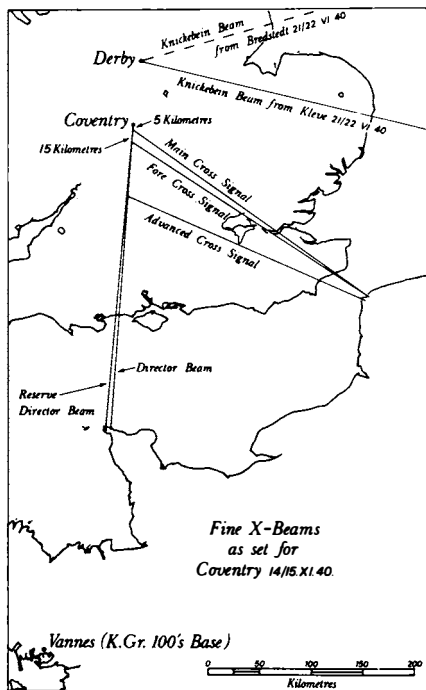 Knickebein Beam
from Bredstedt 21/22 VI 40
Derby
Knickebein Beam from Kleve 21/22 VI 40
Coventry
5 Kilometres
15 Kilometres
Main Cross Signal
Fore Cross Signal
Advanced Cross Signal
Director Beam
Reserve
Director Beam
Fine X-Beams
as set for
Coventry 14/15.XI.40.
Vannes (K.Gr. 100's Base)
0 50 100 150 200
Kilometres